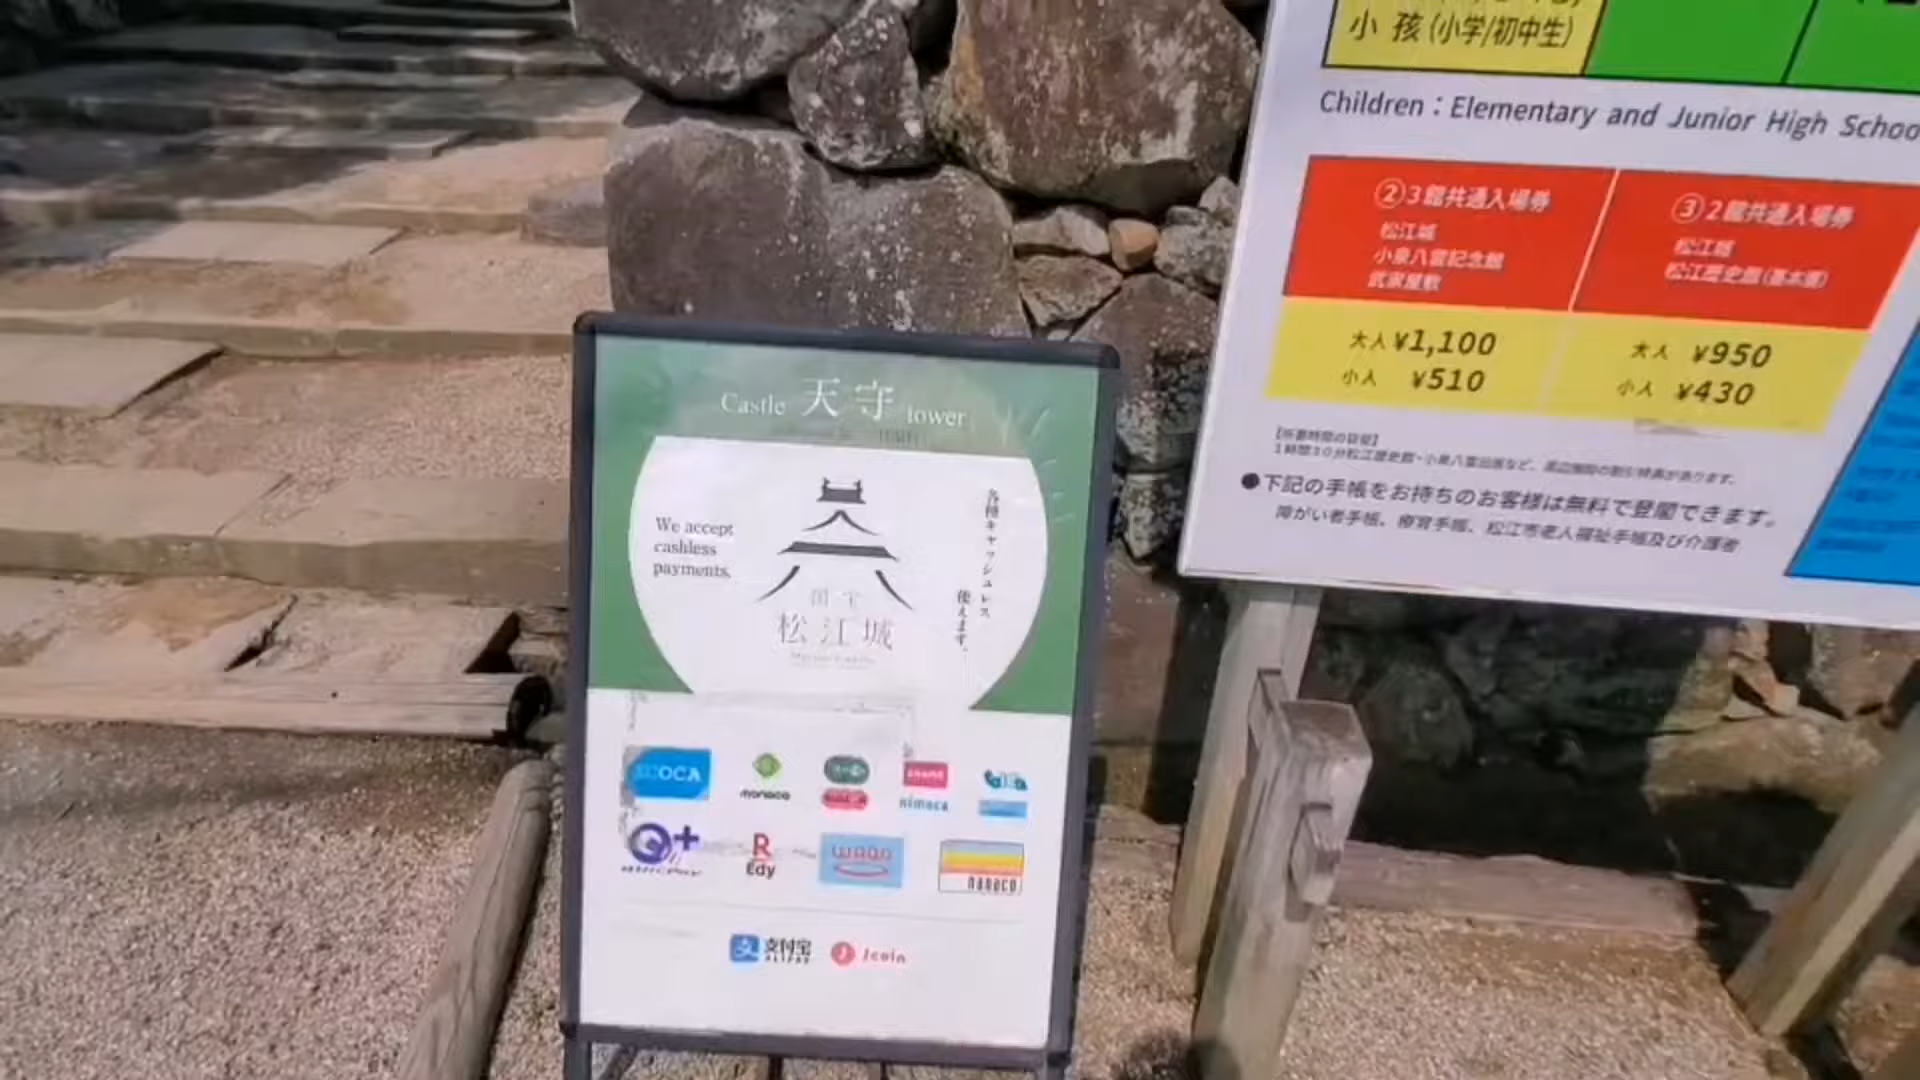 Castle 天守 tower
We accept
cashless
payments.
各種キャッシュレス
使えます。
国宝
松江城
ICOCA
manaca
nimoca
R
Edy
waon
nanaco
支付宝
ALIPAY
J Jcoin
小 孩(小学/初中生)
Children : Elementary and Junior High Schoo
②3館共通入場券
松江城
小泉八雲記念館
武家屋敷
大人 ¥1,100
小人 ¥510
③2館共通入場券
松江城
松江歴史館(基本展)
大人 ¥950
小人 ¥430
●下記の手帳をお持ちのお客様は無料で登閣できます。
障がい者手帳、療育手帳、松江市老人福祉手帳及び介護者